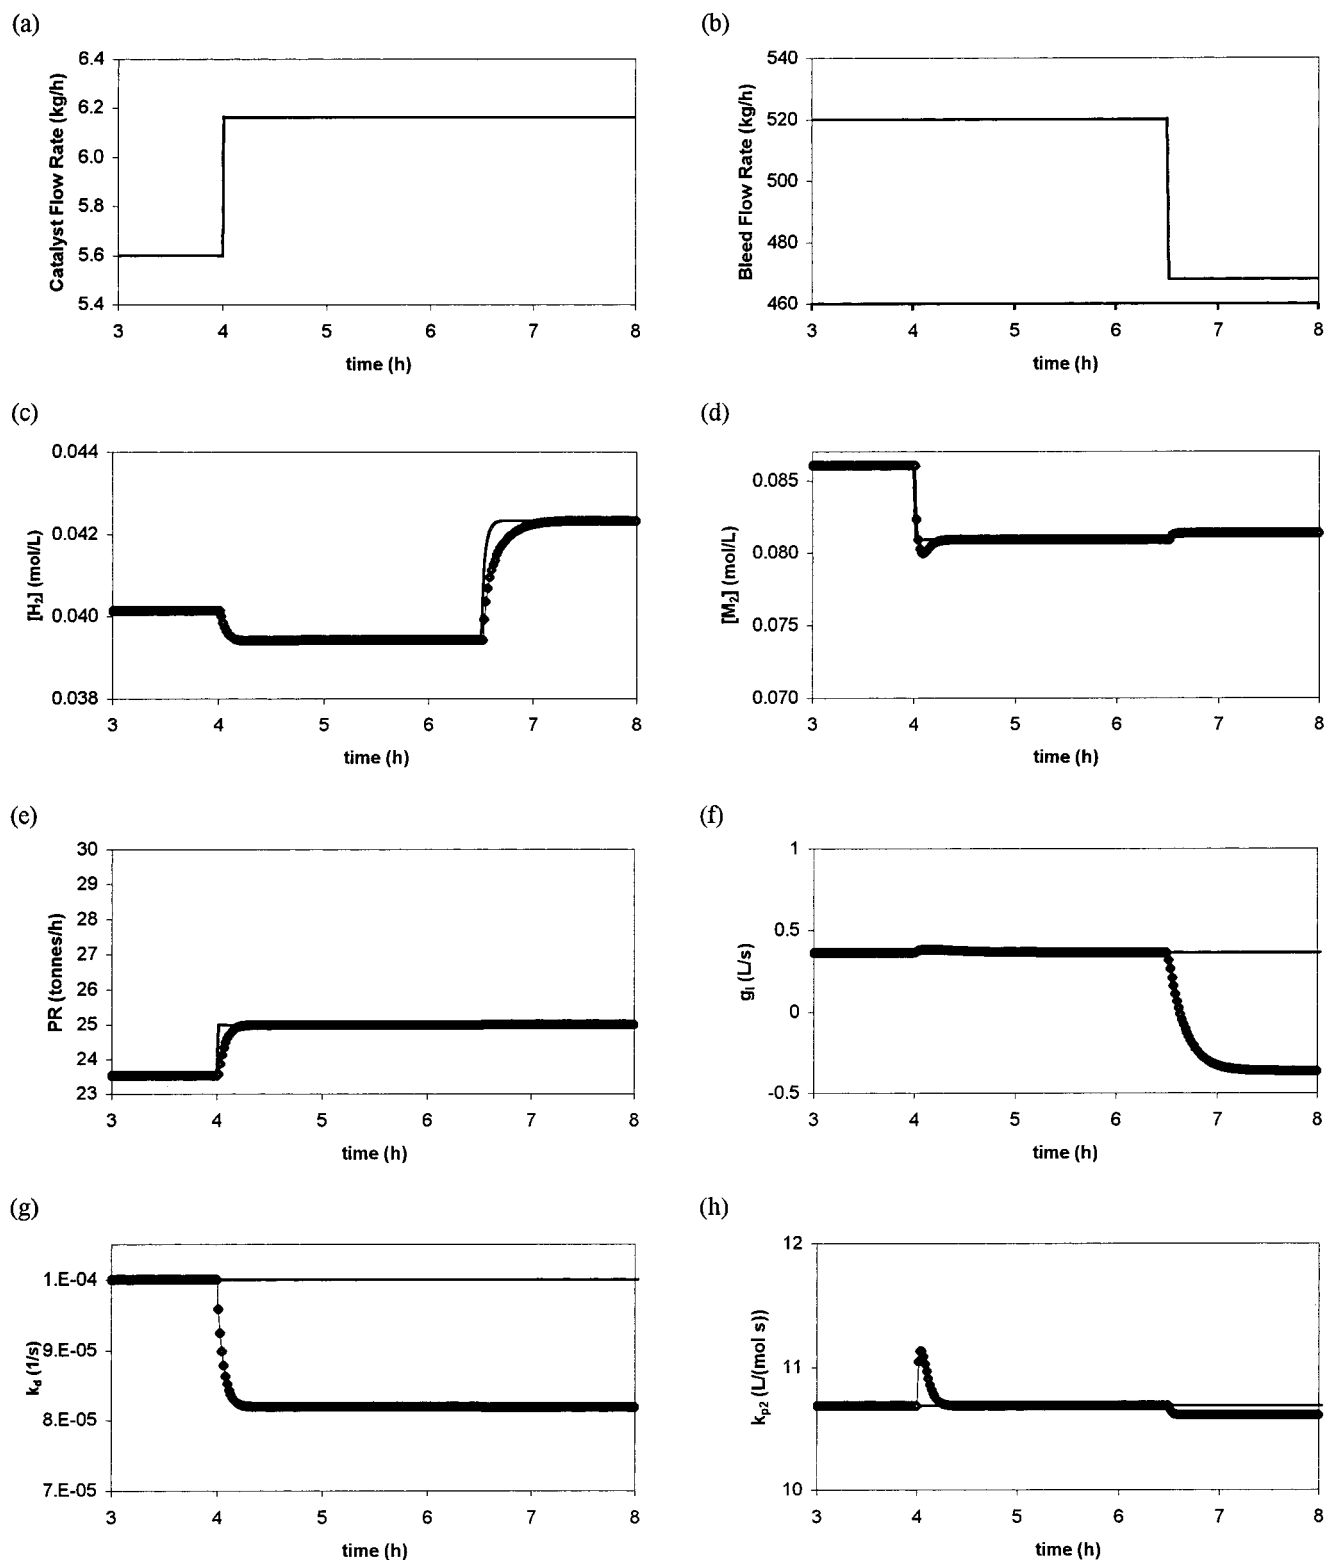 (a)
6.4
6.2
6.0
5.8
5.6
5.4
Catalyst Flow Rate (kg/h)
3 4 5 6 7 8
time (h)
(b)
540
520
500
480
460
Bleed Flow Rate (kg/h)
3 4 5 6 7 8
time (h)
(c)
0.044
0.042
0.040
0.038
[H₂] (mol/L)
3 4 5 6 7 8
time (h)
(d)
0.085
0.080
0.075
0.070
[M₂] (mol/L)
3 4 5 6 7 8
time (h)
(e)
30
29
28
27
26
25
24
23
PR (tonnes/h)
3 4 5 6 7 8
time (h)
(f)
1
0.5
0
-0.5
gₗ (L/s)
3 4 5 6 7 8
time (h)
(g)
1.E-04
9.E-05
8.E-05
7.E-05
k_d (1/s)
3 4 5 6 7 8
time (h)
(h)
12
11
10
k_p2 (L/(mol s))
3 4 5 6 7 8
time (h)